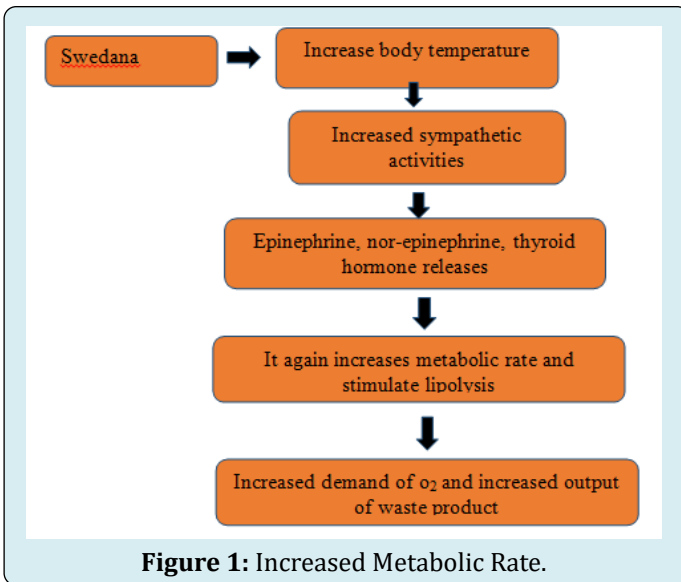 Swedana
Increase body temperature
Increased sympathetic
activities
Epinephrine, nor-epinephrine, thyroid
hormone releases
It again increases metabolic rate and
stimulate lipolysis
Increased demand of o₂ and increased output
of waste product
Figure 1: Increased Metabolic Rate.